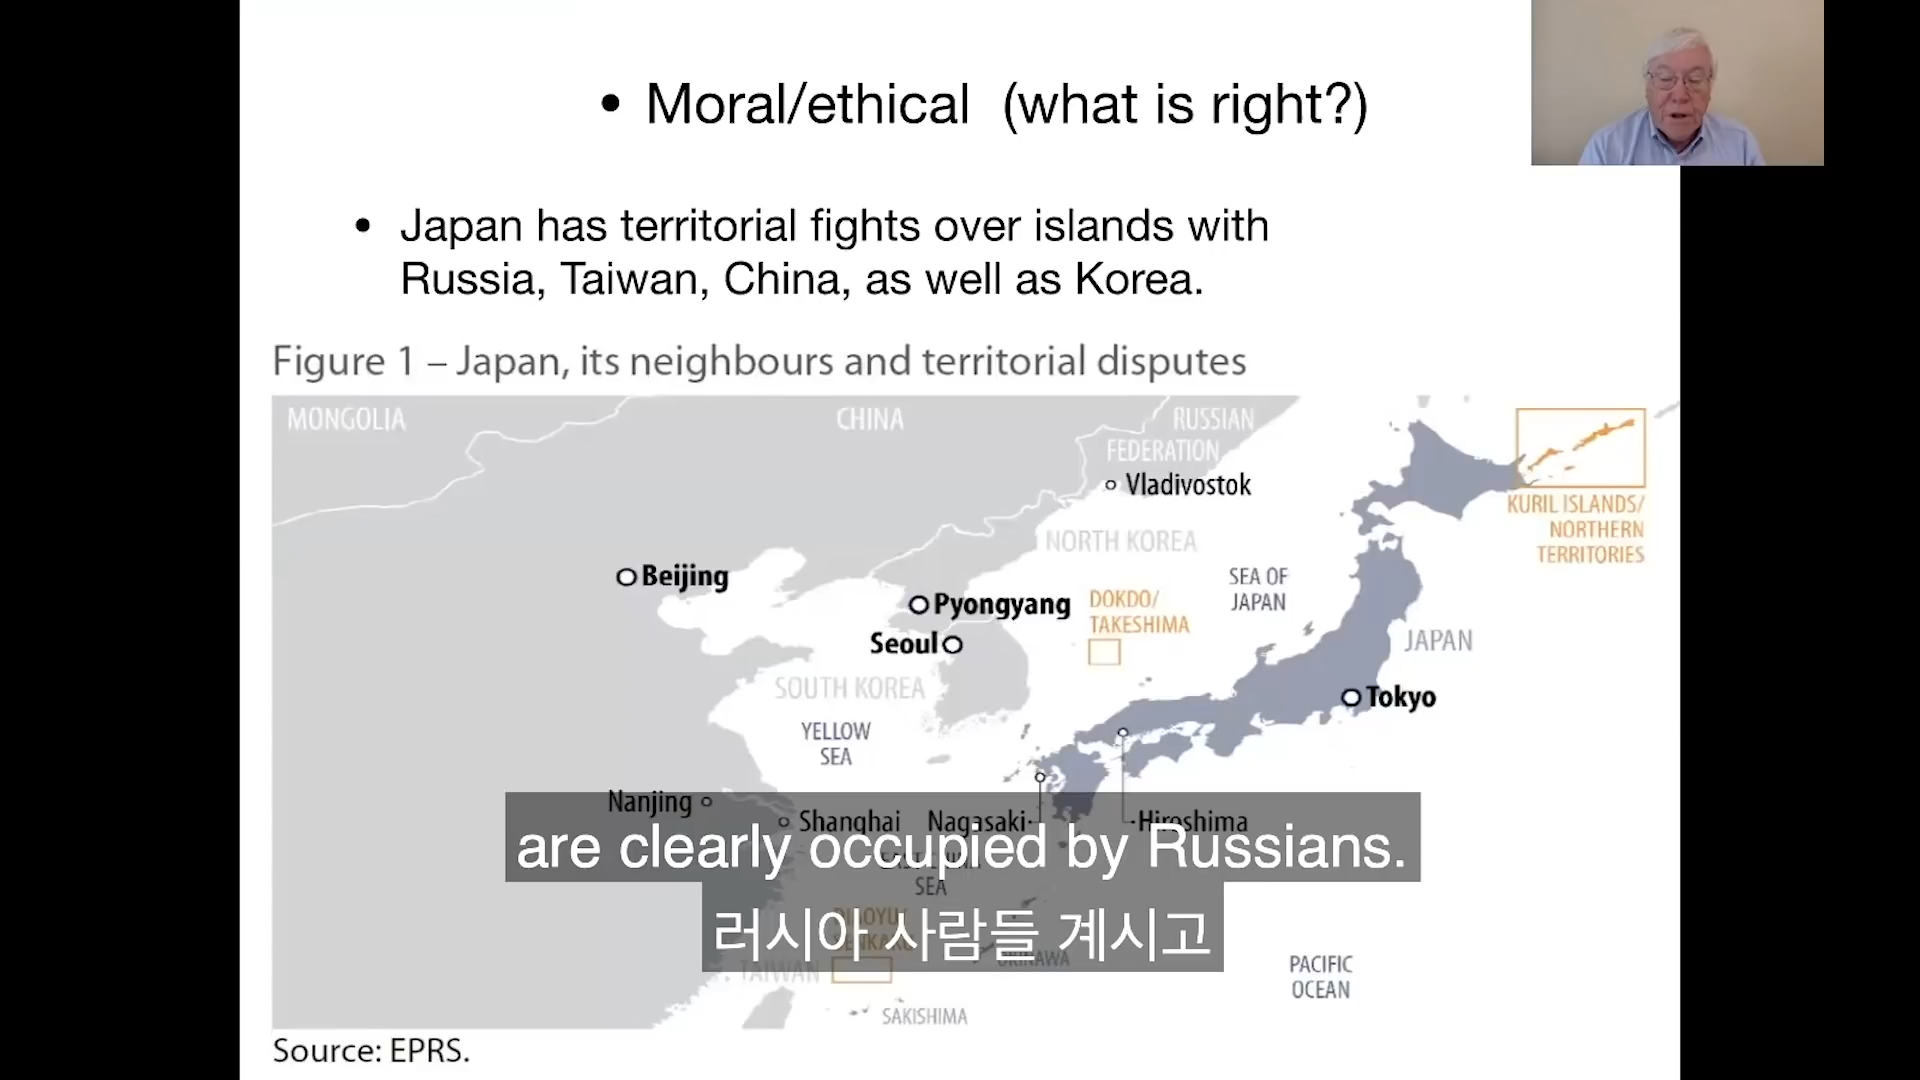 • Moral/ethical (what is right?)
• Japan has territorial fights over islands with
Russia, Taiwan, China, as well as Korea.
Figure 1 – Japan, its neighbours and territorial disputes
MONGOLIA
CHINA
RUSSIAN
FEDERATION
Vladivostok
KURIL ISLANDS/
NORTHERN
TERRITORIES
NORTH KOREA
Beijing
SEA OF
JAPAN
Pyongyang
DOKDO/
TAKESHIMA
Seoul
JAPAN
SOUTH KOREA
Tokyo
YELLOW
SEA
Nanjing
Shanghai
Nagasaki
Hiroshima
are clearly occupied by Russians.
SEA
러시아 사람들 계시고
OKINAWA
TAIWAN
PACIFIC
OCEAN
SAKISHIMA
Source: EPRS.